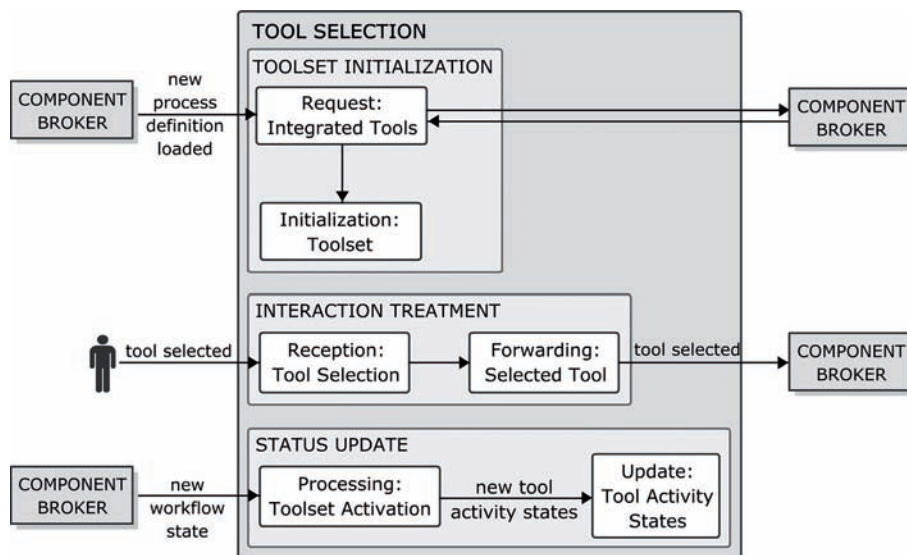 TOOL SELECTION
TOOLSET INITIALIZATION
COMPONENT
BROKER
new
process
definition
loaded
Request:
Integrated Tools
COMPONENT
BROKER
Initialization:
Toolset
INTERACTION TREATMENT
tool selected
Reception:
Tool Selection
Forwarding:
Selected Tool
tool selected
COMPONENT
BROKER
STATUS UPDATE
COMPONENT
BROKER
new
workflow
state
Processing:
Toolset Activation
new tool
activity states
Update:
Tool Activity
States